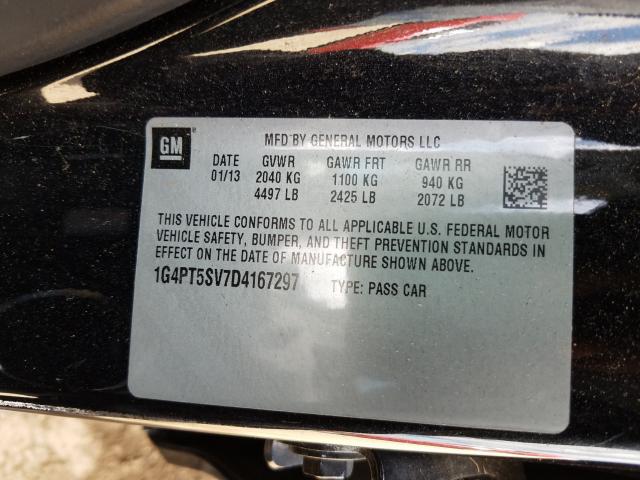 GM
MFD BY GENERAL MOTORS LLC
DATE GVWR GAWR FRT GAWR RR
01/13 2040 KG 1100 KG 940 KG
4497 LB 2425 LB 2072 LB
THIS VEHICLE CONFORMS TO ALL APPLICABLE U.S. FEDERAL MOTOR
VEHICLE SAFETY, BUMPER, AND THEFT PREVENTION STANDARDS IN
EFFECT ON THE DATE OF MANUFACTURE SHOWN ABOVE.
1G4PT5SV7D4167297 TYPE: PASS CAR